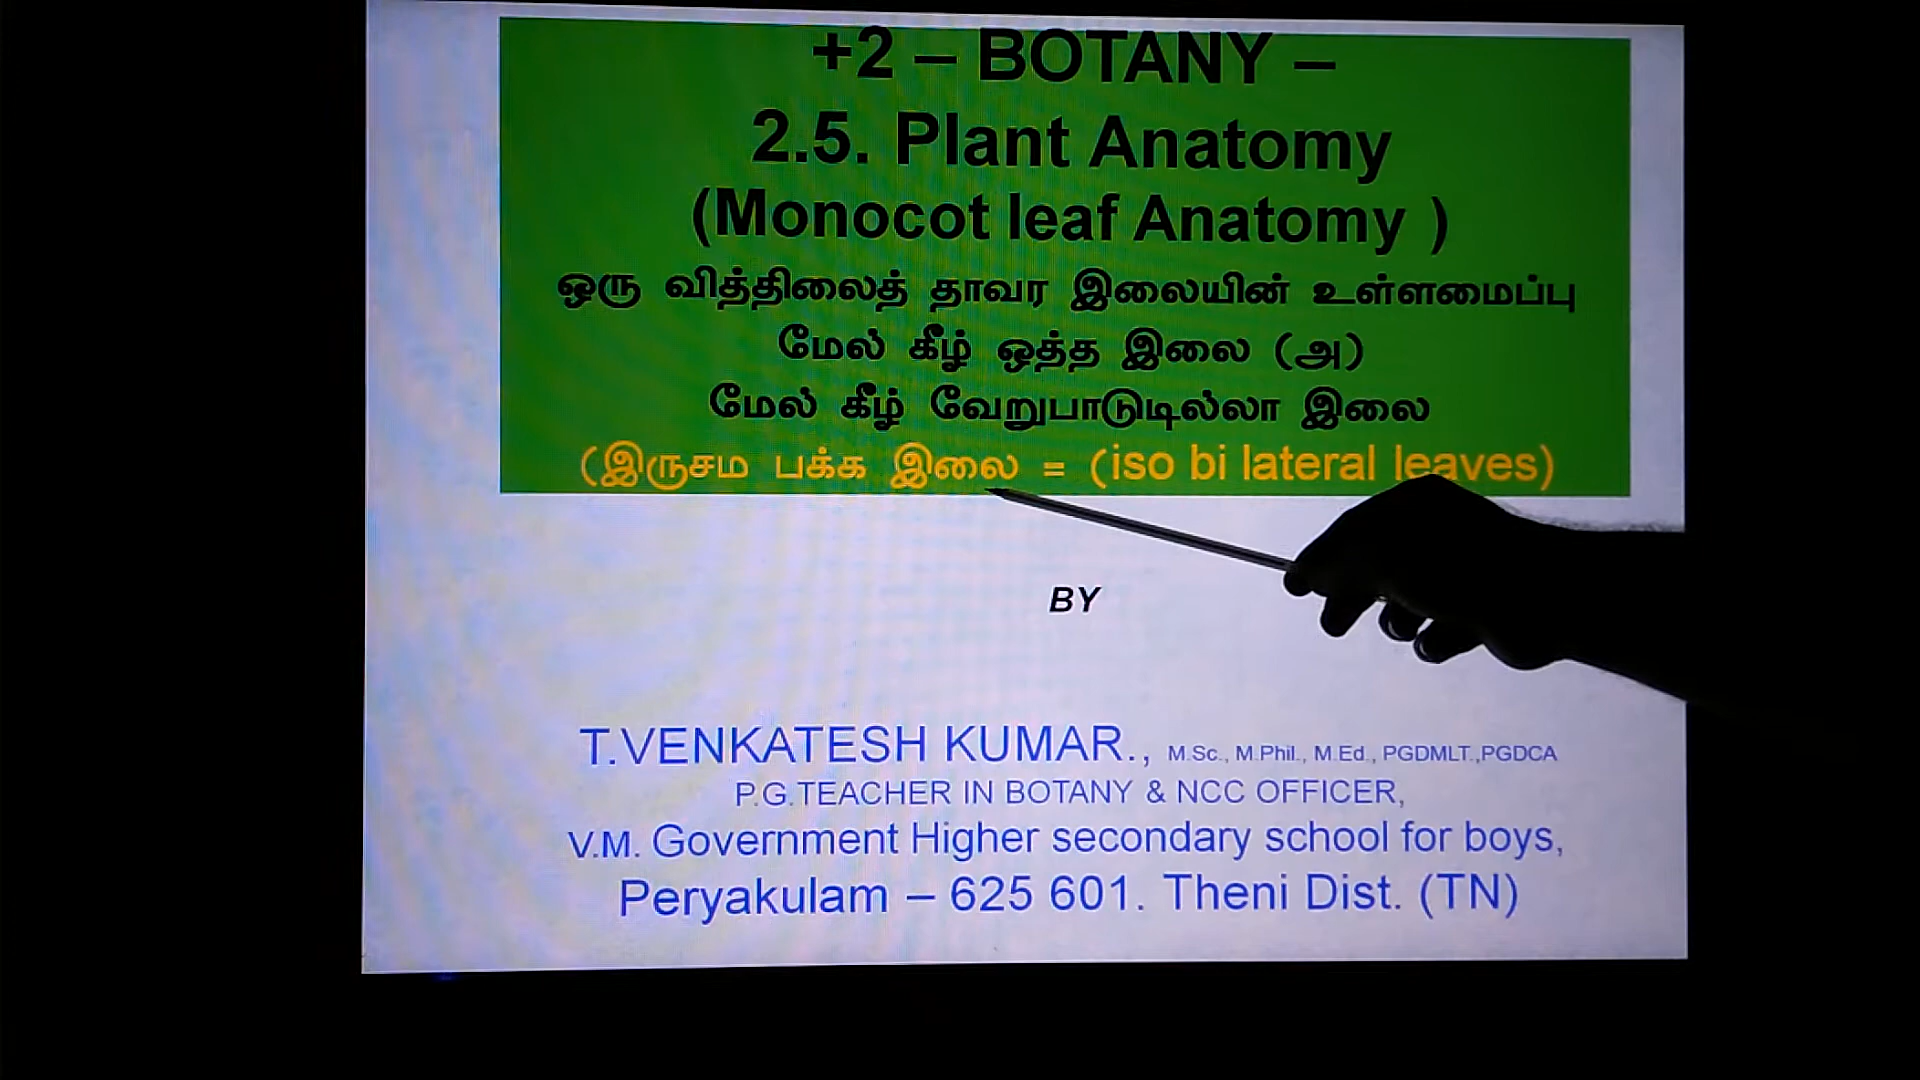 +2 – BOTANY –
2.5. Plant Anatomy
(Monocot leaf Anatomy )
ஒரு வித்திலைத் தாவர இலையின் உள்ளமைப்பு
மேல் கீழ் ஒத்த இலை (அ)
மேல் கீழ் வேறுபாடுடில்லா இலை
(இருசம பக்க இலை = (iso bi lateral leaves)
BY
T.VENKATESH KUMAR., M.Sc., M.Phil., M.Ed., PGDMLT.,PGDCA
P.G.TEACHER IN BOTANY & NCC OFFICER,
V.M. Government Higher secondary school for boys,
Peryakulam – 625 601. Theni Dist. (TN)